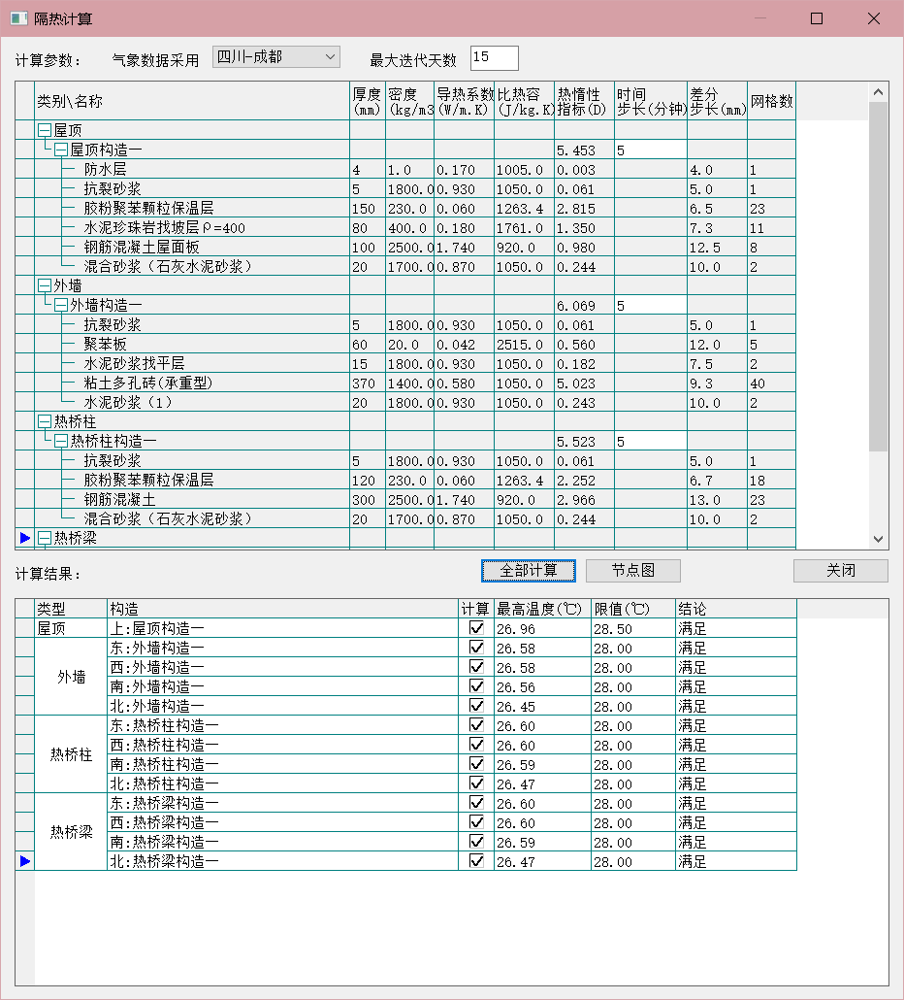 隔热计算
计算参数： 气象数据采用 四川-成都 最大迭代天数 15
类别\名称 厚度(mm) 密度(kg/m3 导热系数(W/m.K) 比热容(J/kg.K) 热惰性指标(D) 时间步长(分钟) 差分步长(mm) 网格数
屋顶
屋顶构造一 5.453 5
防水层 4 1.0 0.170 1005.0 0.003 4.0 1
抗裂砂浆 5 1800.0 0.930 1050.0 0.061 5.0 1
胶粉聚苯颗粒保温层 150 230.0 0.060 1263.4 2.815 6.5 23
水泥珍珠岩找坡层ρ=400 80 400.0 0.180 1761.0 1.350 7.3 11
钢筋混凝土屋面板 100 2500.0 1.740 920.0 0.980 12.5 8
混合砂浆（石灰水泥砂浆） 20 1700.0 0.870 1050.0 0.244 10.0 2
外墙
外墙构造一 6.069 5
抗裂砂浆 5 1800.0 0.930 1050.0 0.061 5.0 1
聚苯板 60 20.0 0.042 2515.0 0.560 12.0 5
水泥砂浆找平层 15 1800.0 0.930 1050.0 0.182 7.5 2
粘土多孔砖(承重型) 370 1400.0 0.580 1050.0 5.023 9.3 40
水泥砂浆（1） 20 1800.0 0.930 1050.0 0.243 10.0 2
热桥柱
热桥柱构造一 5.523 5
抗裂砂浆 5 1800.0 0.930 1050.0 0.061 5.0 1
胶粉聚苯颗粒保温层 120 230.0 0.060 1263.4 2.252 6.7 18
钢筋混凝土 300 2500.0 1.740 920.0 2.966 13.0 23
混合砂浆（石灰水泥砂浆） 20 1700.0 0.870 1050.0 0.244 10.0 2
热桥梁
计算结果： 全部计算 节点图 关闭
类型 构造 计算 最高温度(℃) 限值(℃) 结论
屋顶 上:屋顶构造一 26.96 28.50 满足
外墙 东:外墙构造一 26.58 28.00 满足
西:外墙构造一 26.58 28.00 满足
南:外墙构造一 26.56 28.00 满足
北:外墙构造一 26.45 28.00 满足
热桥柱 东:热桥柱构造一 26.60 28.00 满足
西:热桥柱构造一 26.60 28.00 满足
南:热桥柱构造一 26.59 28.00 满足
北:热桥柱构造一 26.47 28.00 满足
热桥梁 东:热桥梁构造一 26.60 28.00 满足
西:热桥梁构造一 26.60 28.00 满足
南:热桥梁构造一 26.59 28.00 满足
北:热桥梁构造一 26.47 28.00 满足